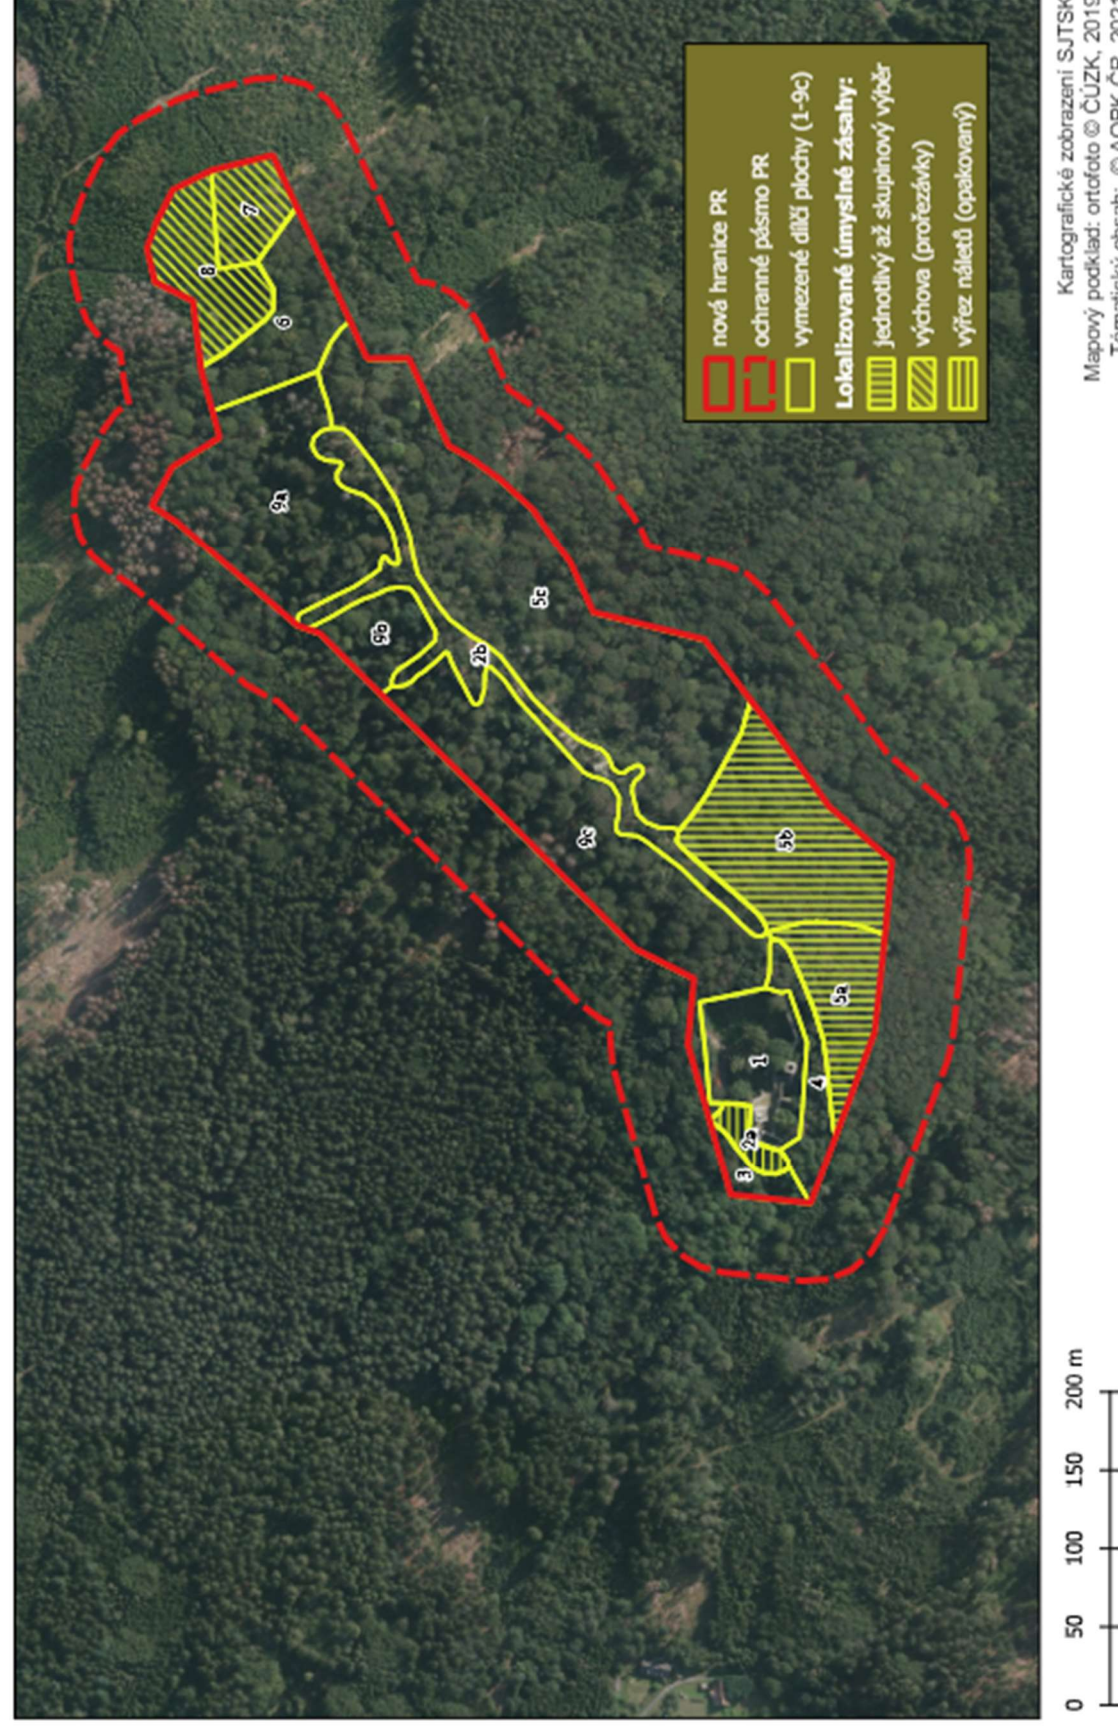 8
7
6
9a
9b
5c
2b
9c
5b
5a
1
4
2a
3
nová hranice PR
ochranné pásmo PR
vymezené dílčí plochy (1-9c)
Lokalizované úmyslné zásahy:
jednotlivý až skupinový výběr
výchova (prořezávky)
výřez náletů (opakovaný)
0 50 100 150 200 m
Kartografické zobrazení SJTSK
Mapový podklad: ortofoto © ČÚZK, 2019